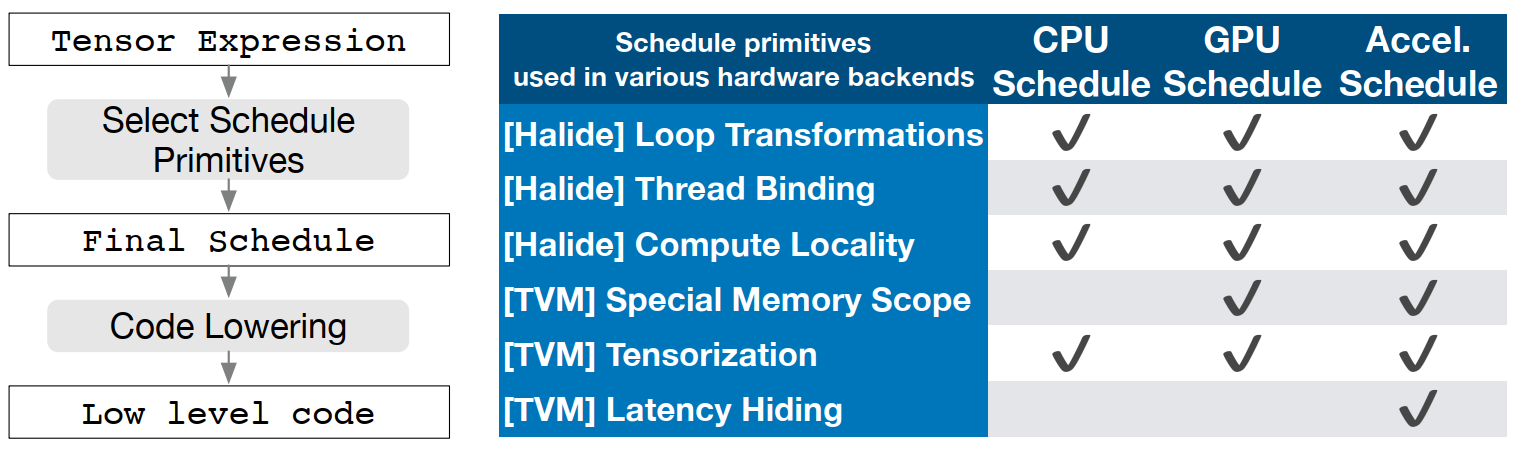 Tensor Expression
Select Schedule
Primitives
Final Schedule
Code Lowering
Low level code
Schedule primitives
used in various hardware backends
CPU
Schedule
GPU
Schedule
Accel.
Schedule
[Halide] Loop Transformations ✔ ✔ ✔
[Halide] Thread Binding ✔ ✔ ✔
[Halide] Compute Locality ✔ ✔ ✔
[TVM] Special Memory Scope ✔ ✔
[TVM] Tensorization ✔ ✔ ✔
[TVM] Latency Hiding ✔